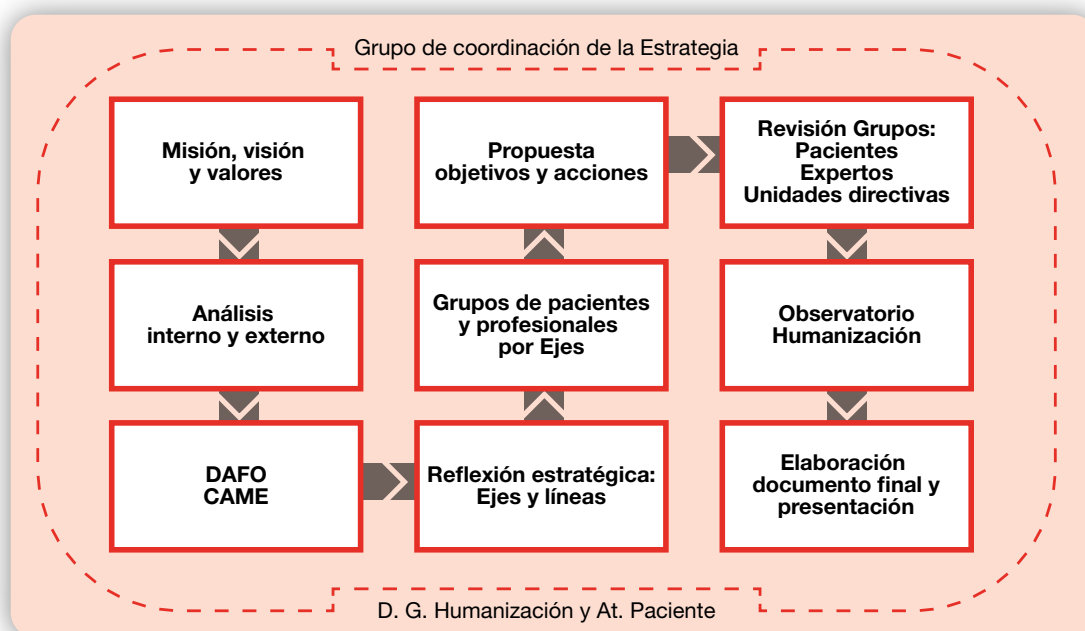 Grupo de coordinación de la Estrategia
Misión, visión
y valores
Análisis
interno y externo
DAFO
CAME
Reflexión estratégica:
Ejes y líneas
Grupos de pacientes
y profesionales
por Ejes
Propuesta
objetivos y acciones
Revisión Grupos:
Pacientes
Expertos
Unidades directivas
Observatorio
Humanización
Elaboración
documento final y
presentación
D. G. Humanización y At. Paciente